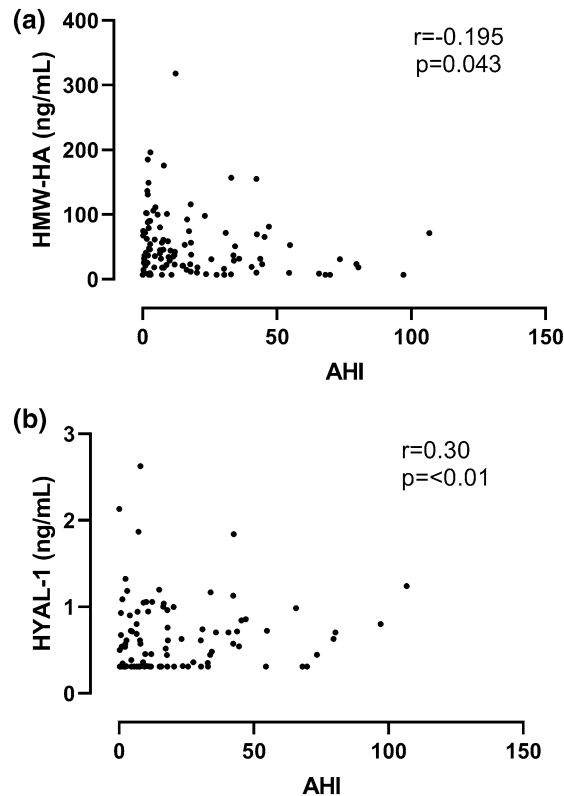 (a)
400
r=-0.195
p=0.043
300
200
100
0
HMW-HA (ng/mL)
0 50 100 150
AHI
(b)
3
r=0.30
p=<0.01
2
1
0
HYAL-1 (ng/mL)
0 50 100 150
AHI